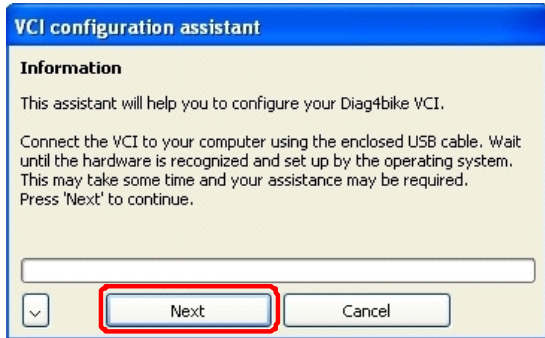 VCI configuration assistant
Information
This assistant will help you to configure your Diag4bike VCI.
Connect the VCI to your computer using the enclosed USB cable. Wait
until the hardware is recognized and set up by the operating system.
This may take some time and your assistance may be required.
Press 'Next' to continue.
Next
Cancel